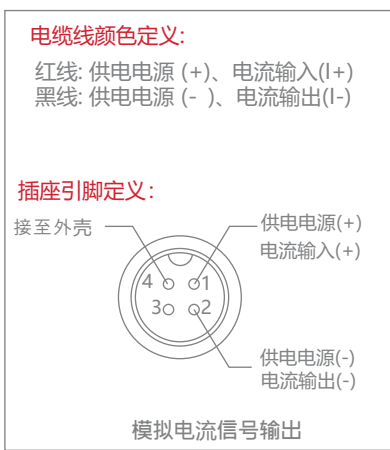 电缆线颜色定义:
红线: 供电电源 (+)、电流输入(I+)
黑线: 供电电源 (- )、电流输出(I-)
插座引脚定义:
接至外壳
供电电源(+)
电流输入(+)
4 1
3 2
供电电源(-)
电流输出(-)
模拟电流信号输出